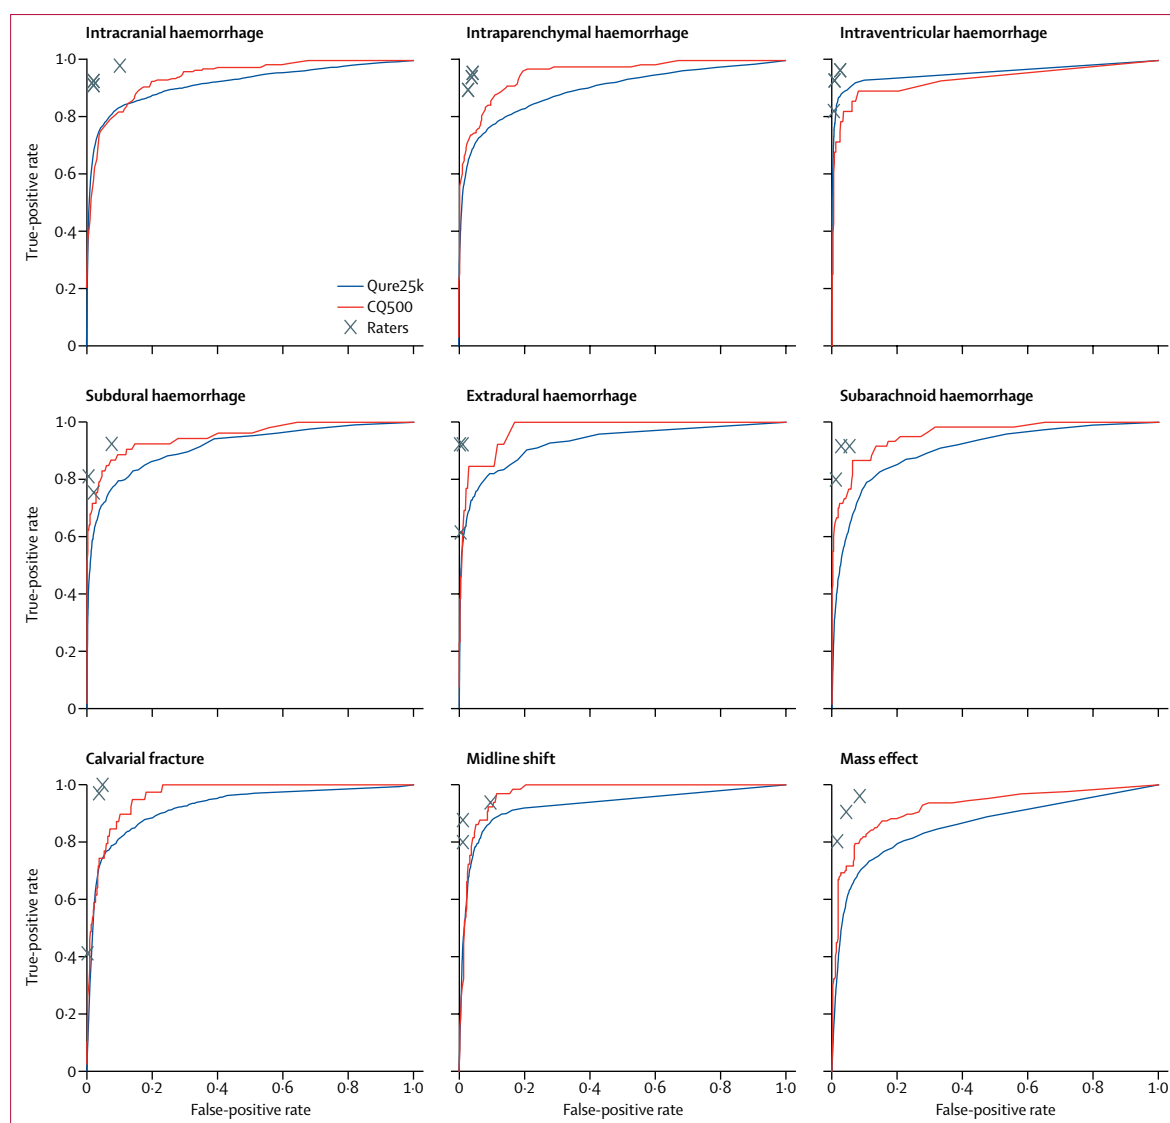 Intracranial haemorrhage
Intraparenchymal haemorrhage
Intraventricular haemorrhage
True-positive rate
1·0
0·8
0·6
0·4
0·2
0
Qure25k
CQ500
Raters
Subdural haemorrhage
Extradural haemorrhage
Subarachnoid haemorrhage
True-positive rate
1·0
0·8
0·6
0·4
0·2
0
Calvarial fracture
Midline shift
Mass effect
True-positive rate
1·0
0·8
0·6
0·4
0·2
0
0 0·2 0·4 0·6 0·8 1·0
0 0·2 0·4 0·6 0·8 1·0
0 0·2 0·4 0·6 0·8 1·0
False-positive rate
False-positive rate
False-positive rate